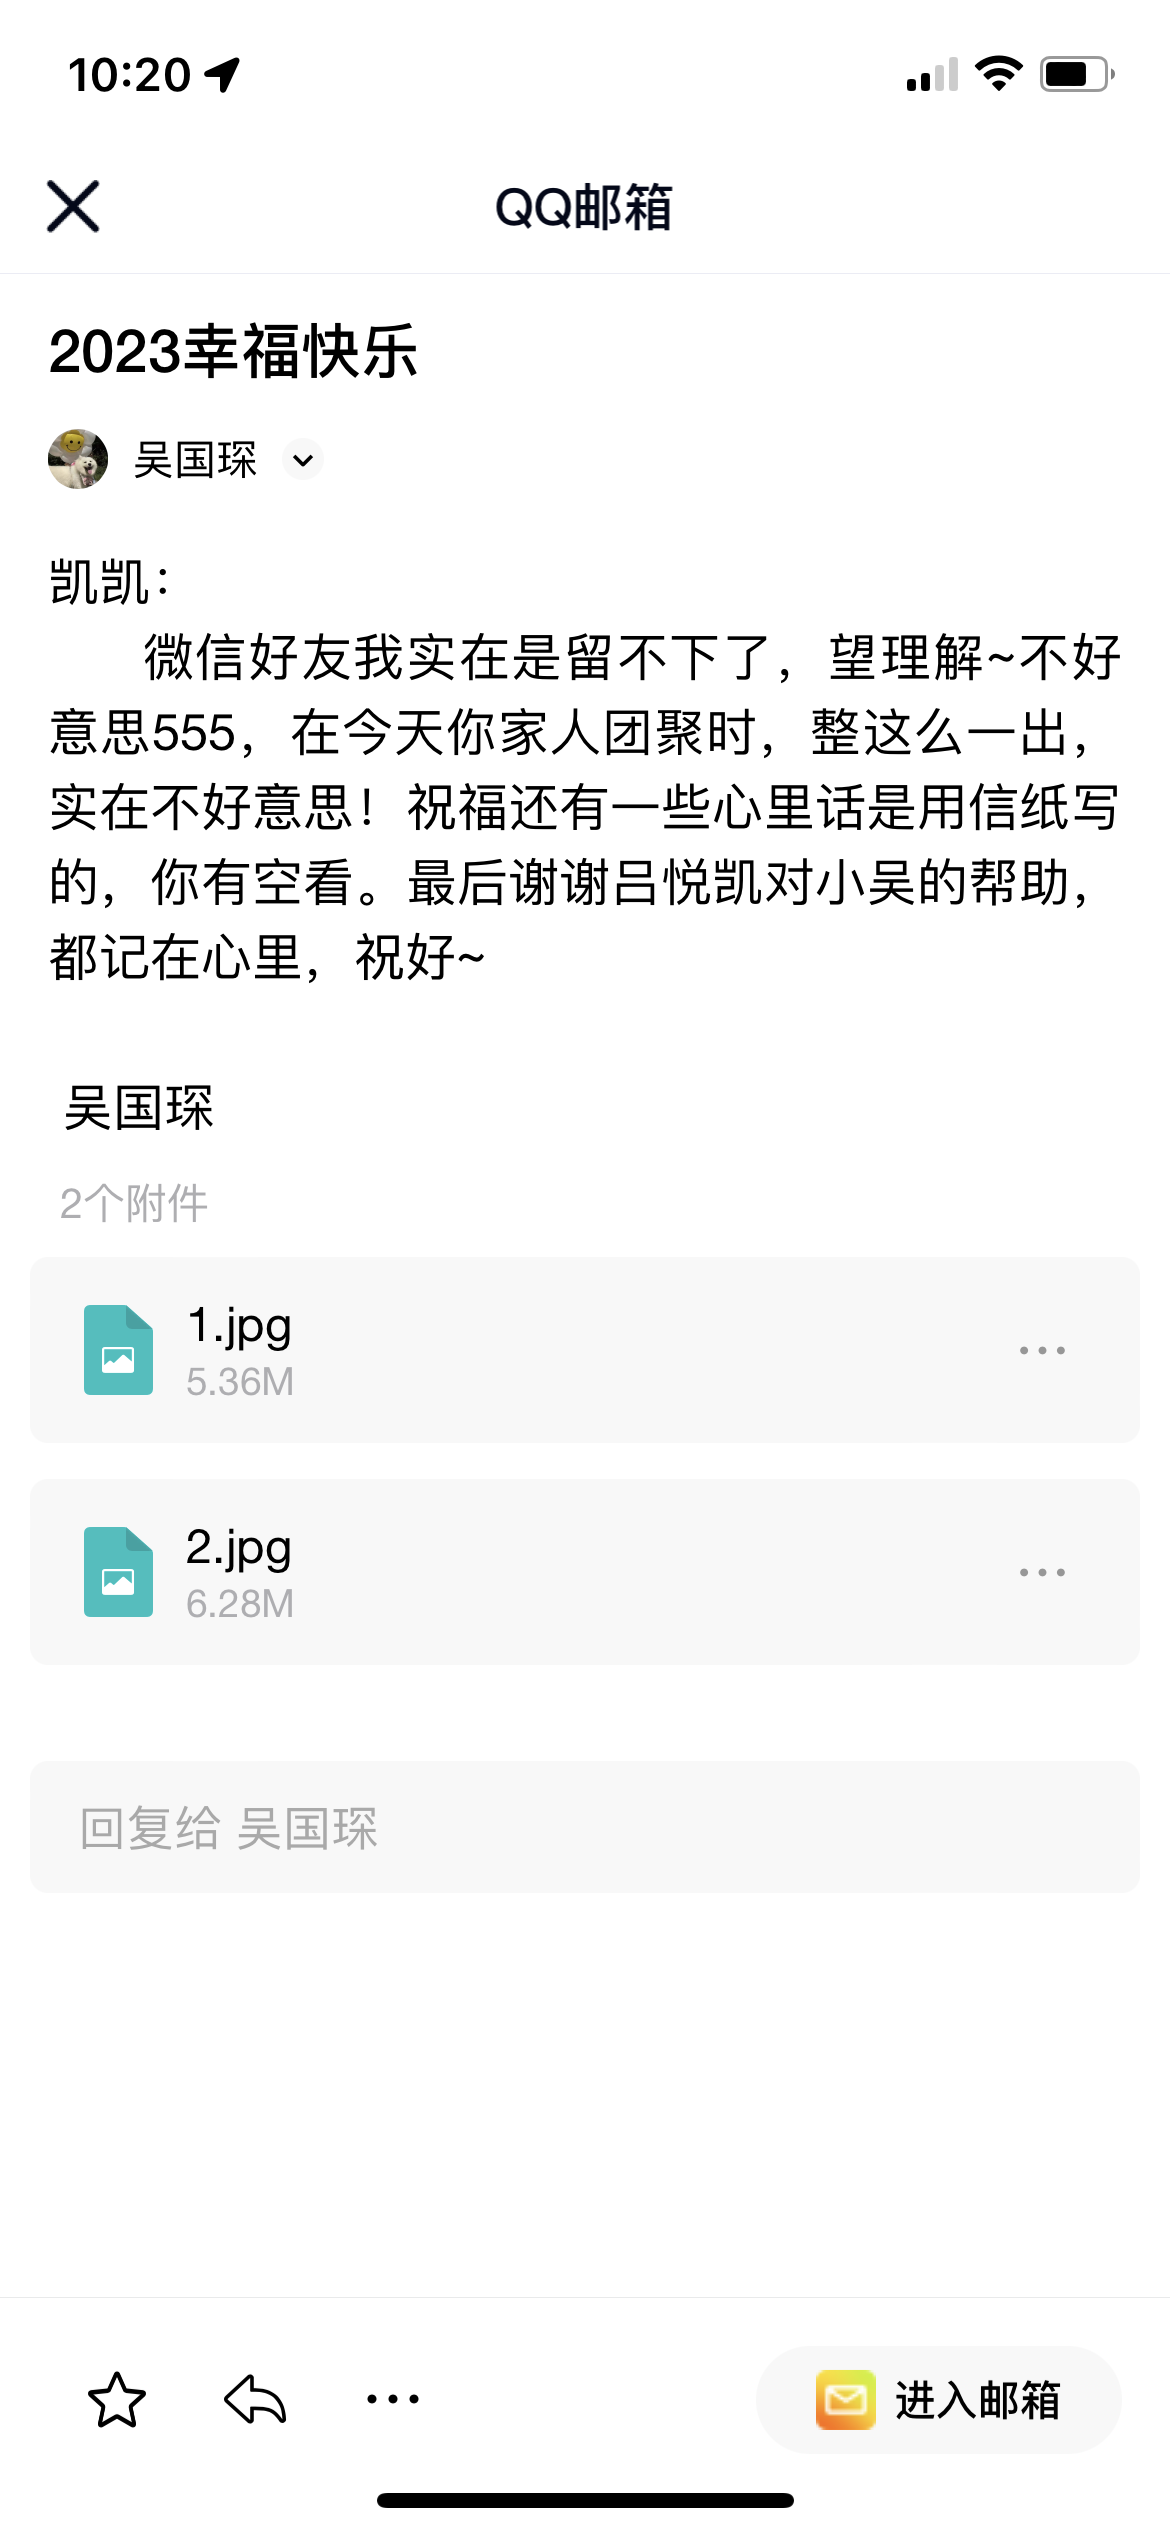 10:20
QQ邮箱
2023幸福快乐
吴国琛
凯凯：
微信好友我实在是留不下了，望理解~不好
意思555，在今天你家人团聚时，整这么一出，
实在不好意思！祝福还有一些心里话是用信纸写
的，你有空看。最后谢谢吕悦凯对小吴的帮助，
都记在心里，祝好~
吴国琛
2个附件
1.jpg
5.36M
2.jpg
6.28M
回复给 吴国琛
进入邮箱